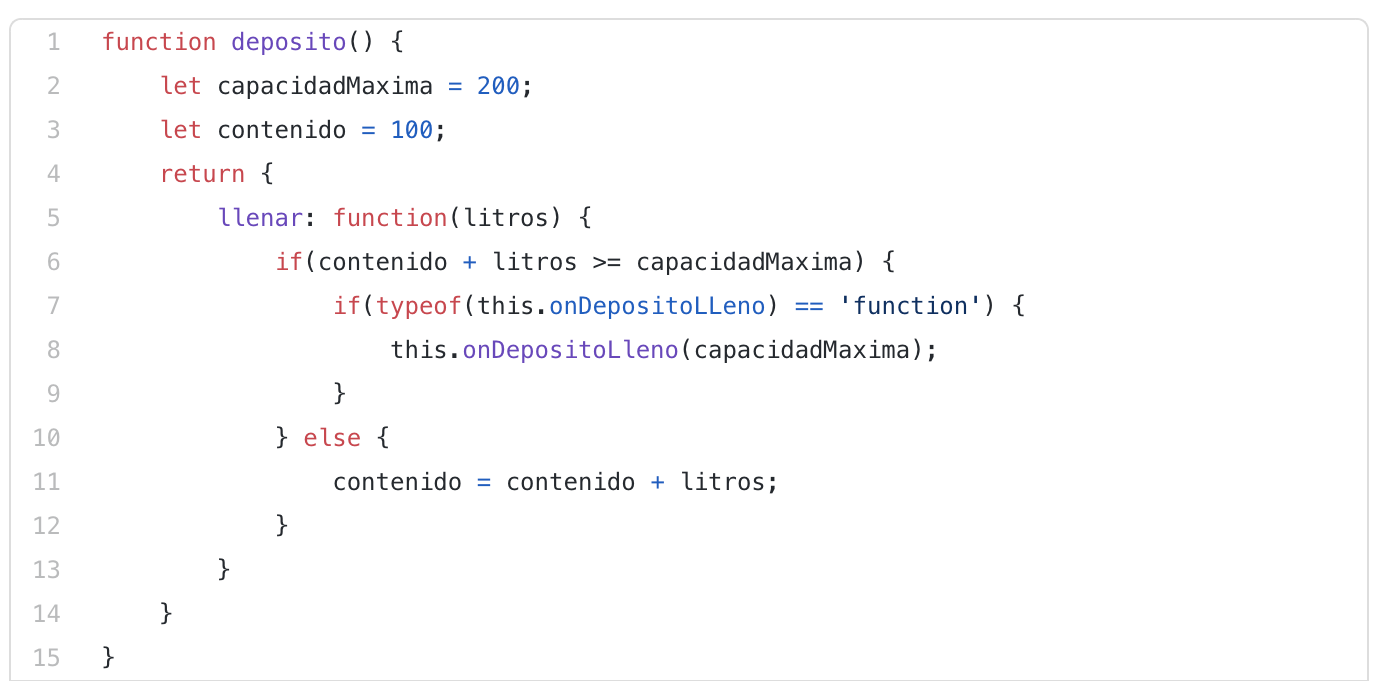 1 function deposito() {
2 let capacidadMaxima = 200;
3 let contenido = 100;
4 return {
5 llenar: function(litros) {
6 if(contenido + litros >= capacidadMaxima) {
7 if(typeof(this.onDepositoLLeno) == 'function') {
8 this.onDepositoLleno(capacidadMaxima);
9 }
10 } else {
11 contenido = contenido + litros;
12 }
13 }
14 }
15 }